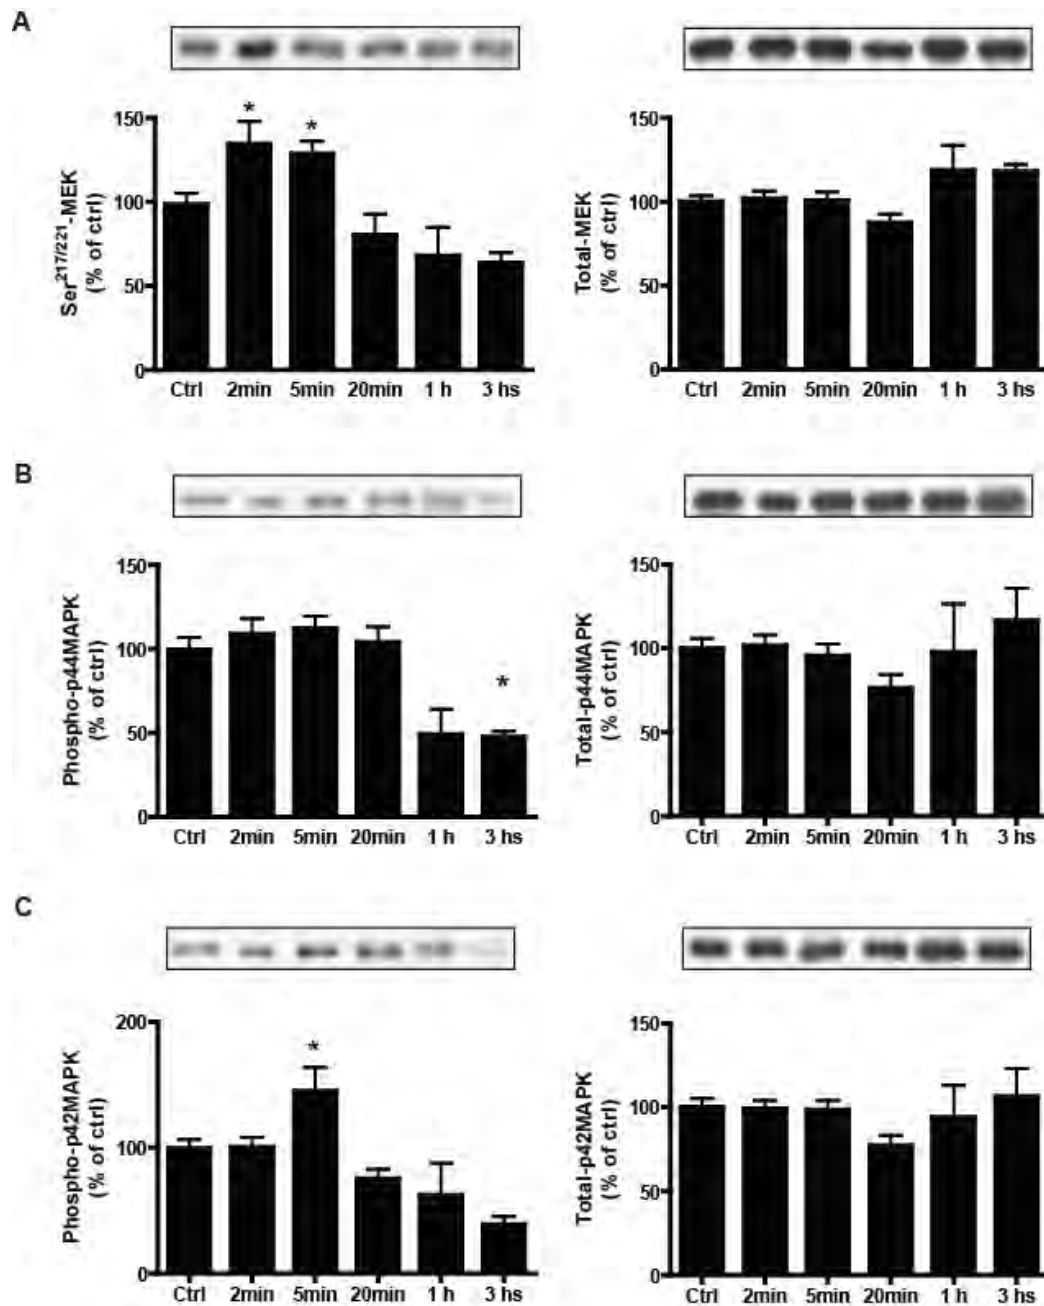 A
*
*
150
100
50
0
Ser217/221-MEK
(% of ctrl)
Ctrl 2min 5min 20min 1 h 3 hs
150
100
50
0
Total-MEK
(% of ctrl)
Ctrl 2min 5min 20min 1 h 3 hs
B
150
100
50
0
Phospho-p44MAPK
(% of ctrl)
*
Ctrl 2min 5min 20min 1 h 3 hs
150
100
50
0
Total-p44MAPK
(% of ctrl)
Ctrl 2min 5min 20min 1 h 3 hs
C
200
100
0
Phospho-p42MAPK
(% of ctrl)
*
Ctrl 2min 5min 20min 1 h 3 hs
150
100
50
0
Total-p42MAPK
(% of ctrl)
Ctrl 2min 5min 20min 1 h 3 hs